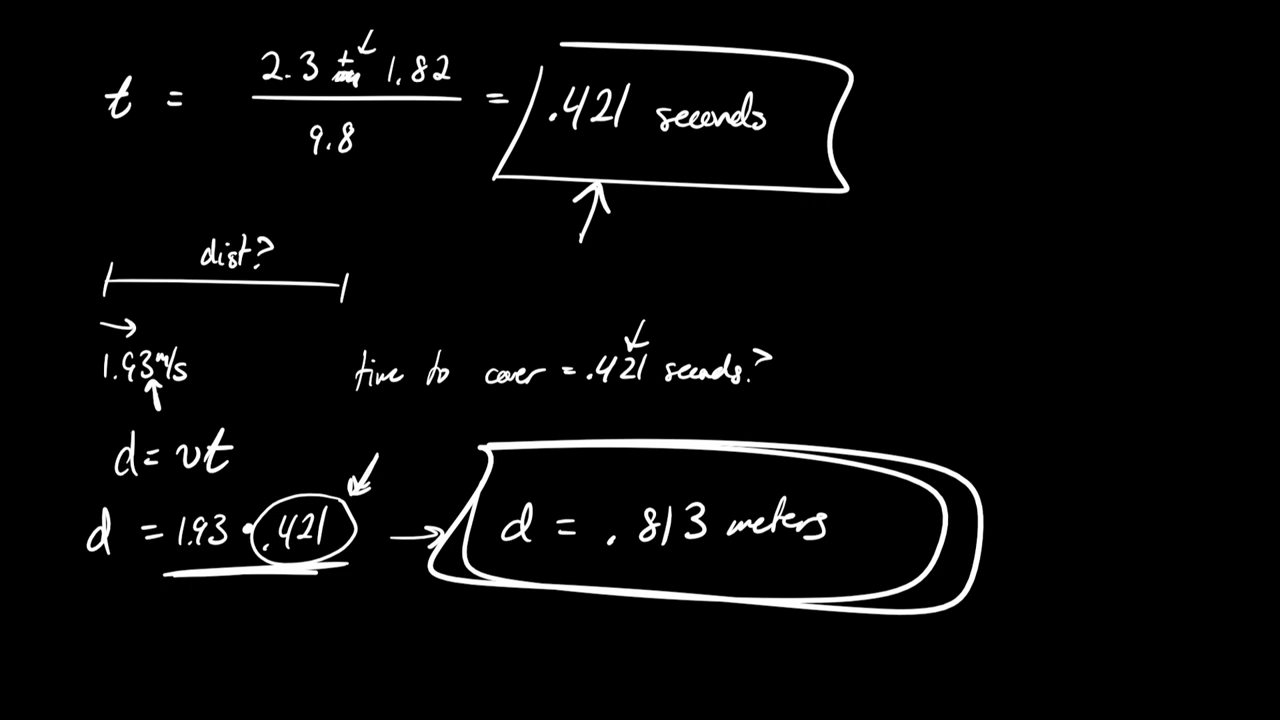 t = 2.3 + 1.82 / 9.8 = .421 seconds
dist?
1.93 m/s time to cover = .421 seconds?
d = vt
d = 1.93 · .421 → d = .813 meters